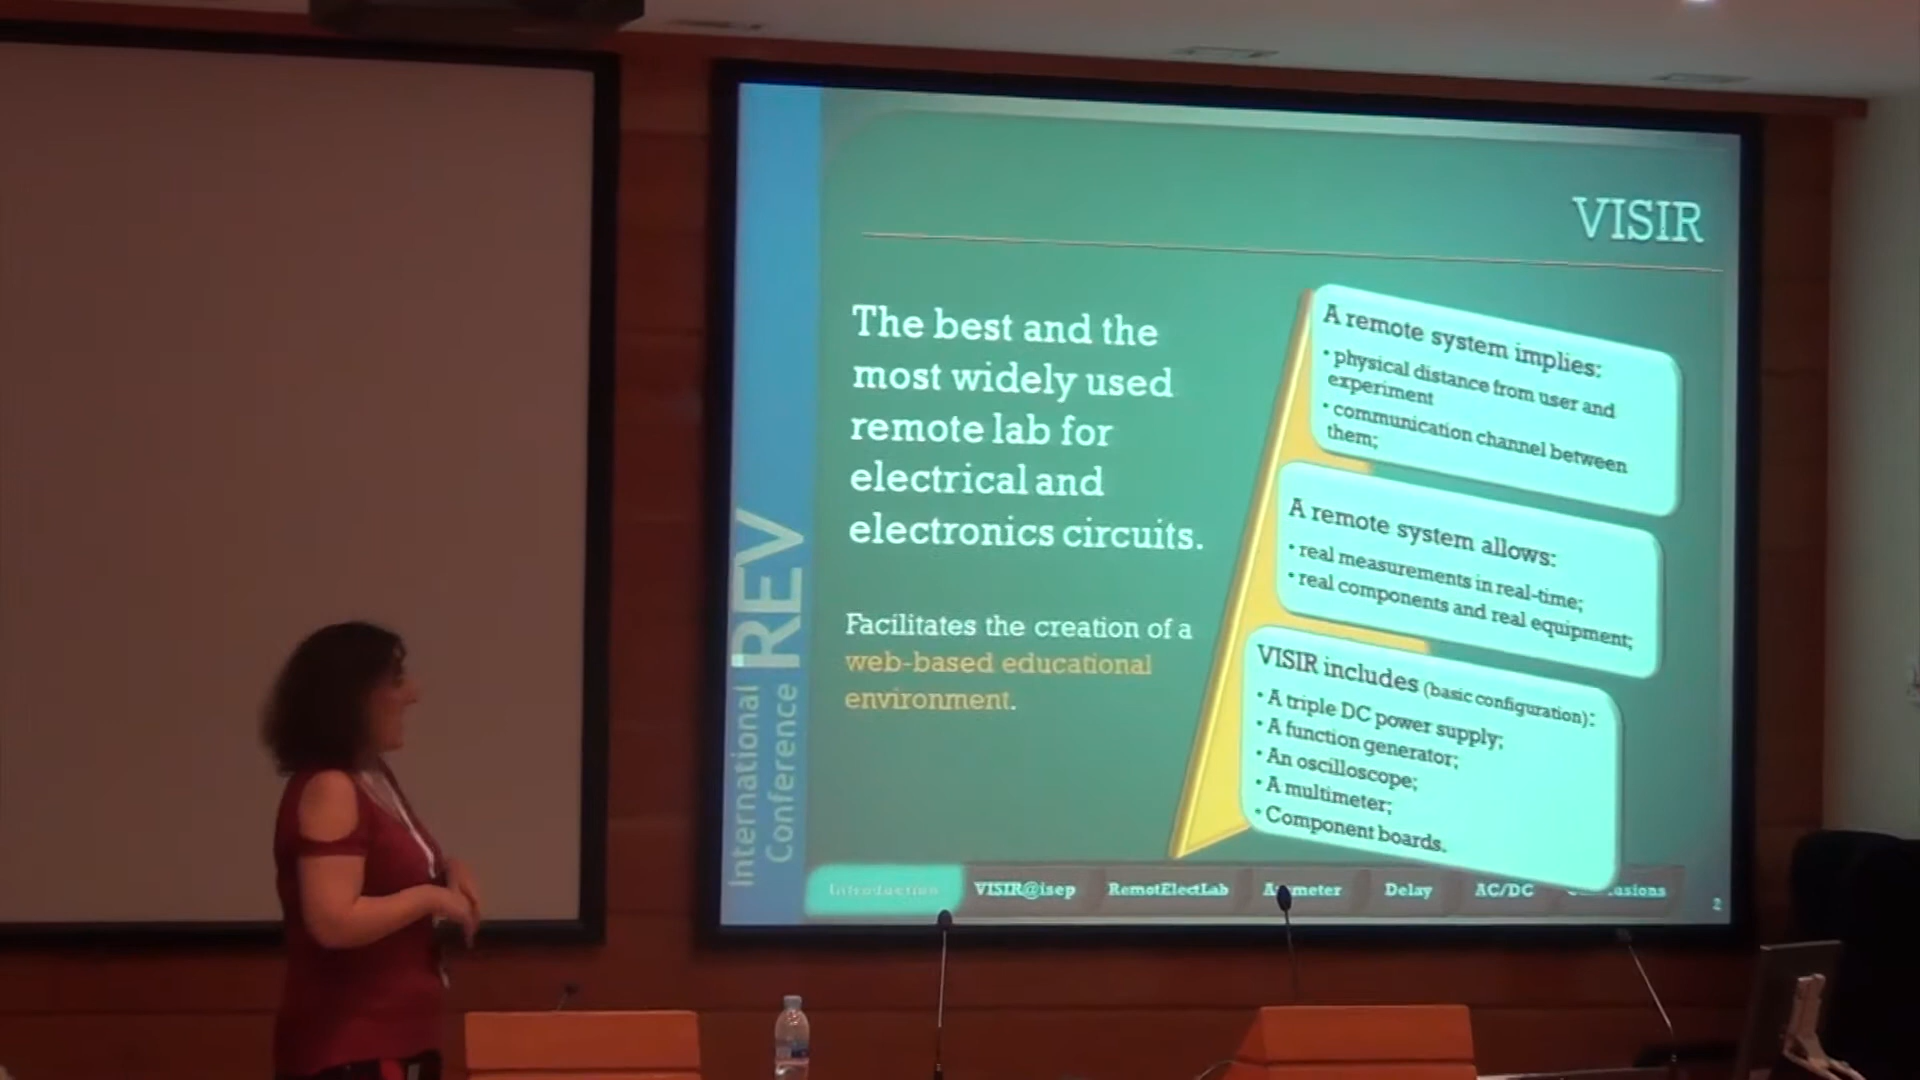 VISIR
The best and the
most widely used
remote lab for
electrical and
electronics circuits.
Facilitates the creation of a
web-based educational
environment.
A remote system implies:
• physical distance from user and
experiment
• communication channel between
them;
A remote system allows:
• real measurements in real-time;
• real components and real equipment;
VISIR includes (basic configuration):
• A triple DC power supply;
• A function generator;
• An oscilloscope;
• A multimeter;
• Component boards.
International
Conference
REV
Introduction VISIR@isep RemotElectLab Delay AC/DC
2